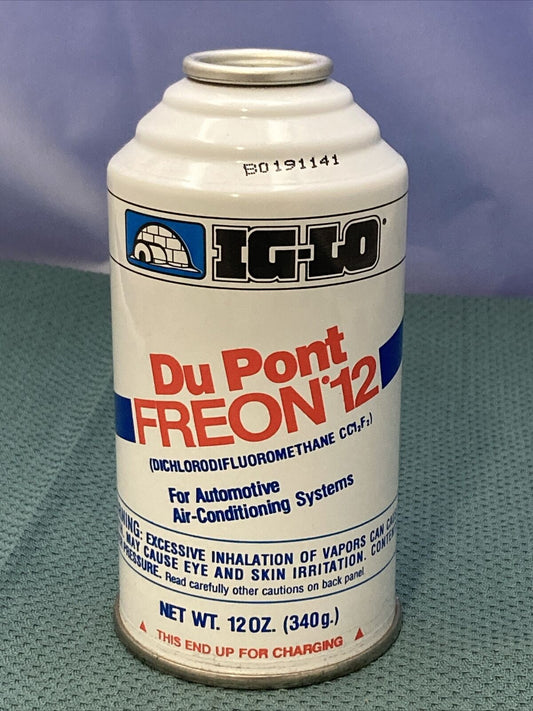 B0191141
IG-LO®
Du Pont
FREON® 12
(DICHLORODIFLUOROMETHANE CCl₂F₂)
For Automotive
Air-Conditioning Systems
EXCESSIVE INHALATION OF VAPORS CAN
MAY CAUSE EYE AND SKIN IRRITATION.
PRESSURE. Read carefully other cautions on back panel
NET WT. 12 OZ. (340g.)
▲ THIS END UP FOR CHARGING ▲